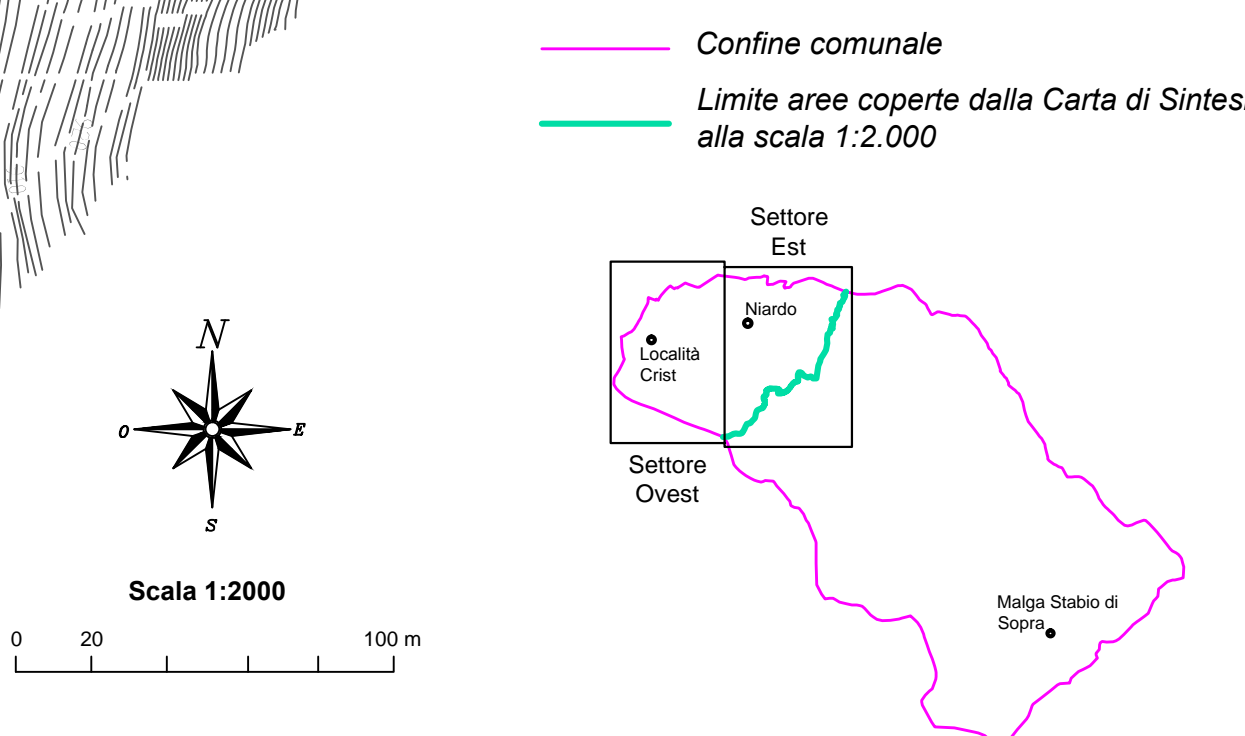 Confine comunale
Limite aree coperte dalla Carta di Sintesi
alla scala 1:2.000
Settore
Est
Niardo
Località
Crist
Settore
Ovest
N
O
E
S
Scala 1:2000
0 20 100 m
Malga Stabio di
Sopra